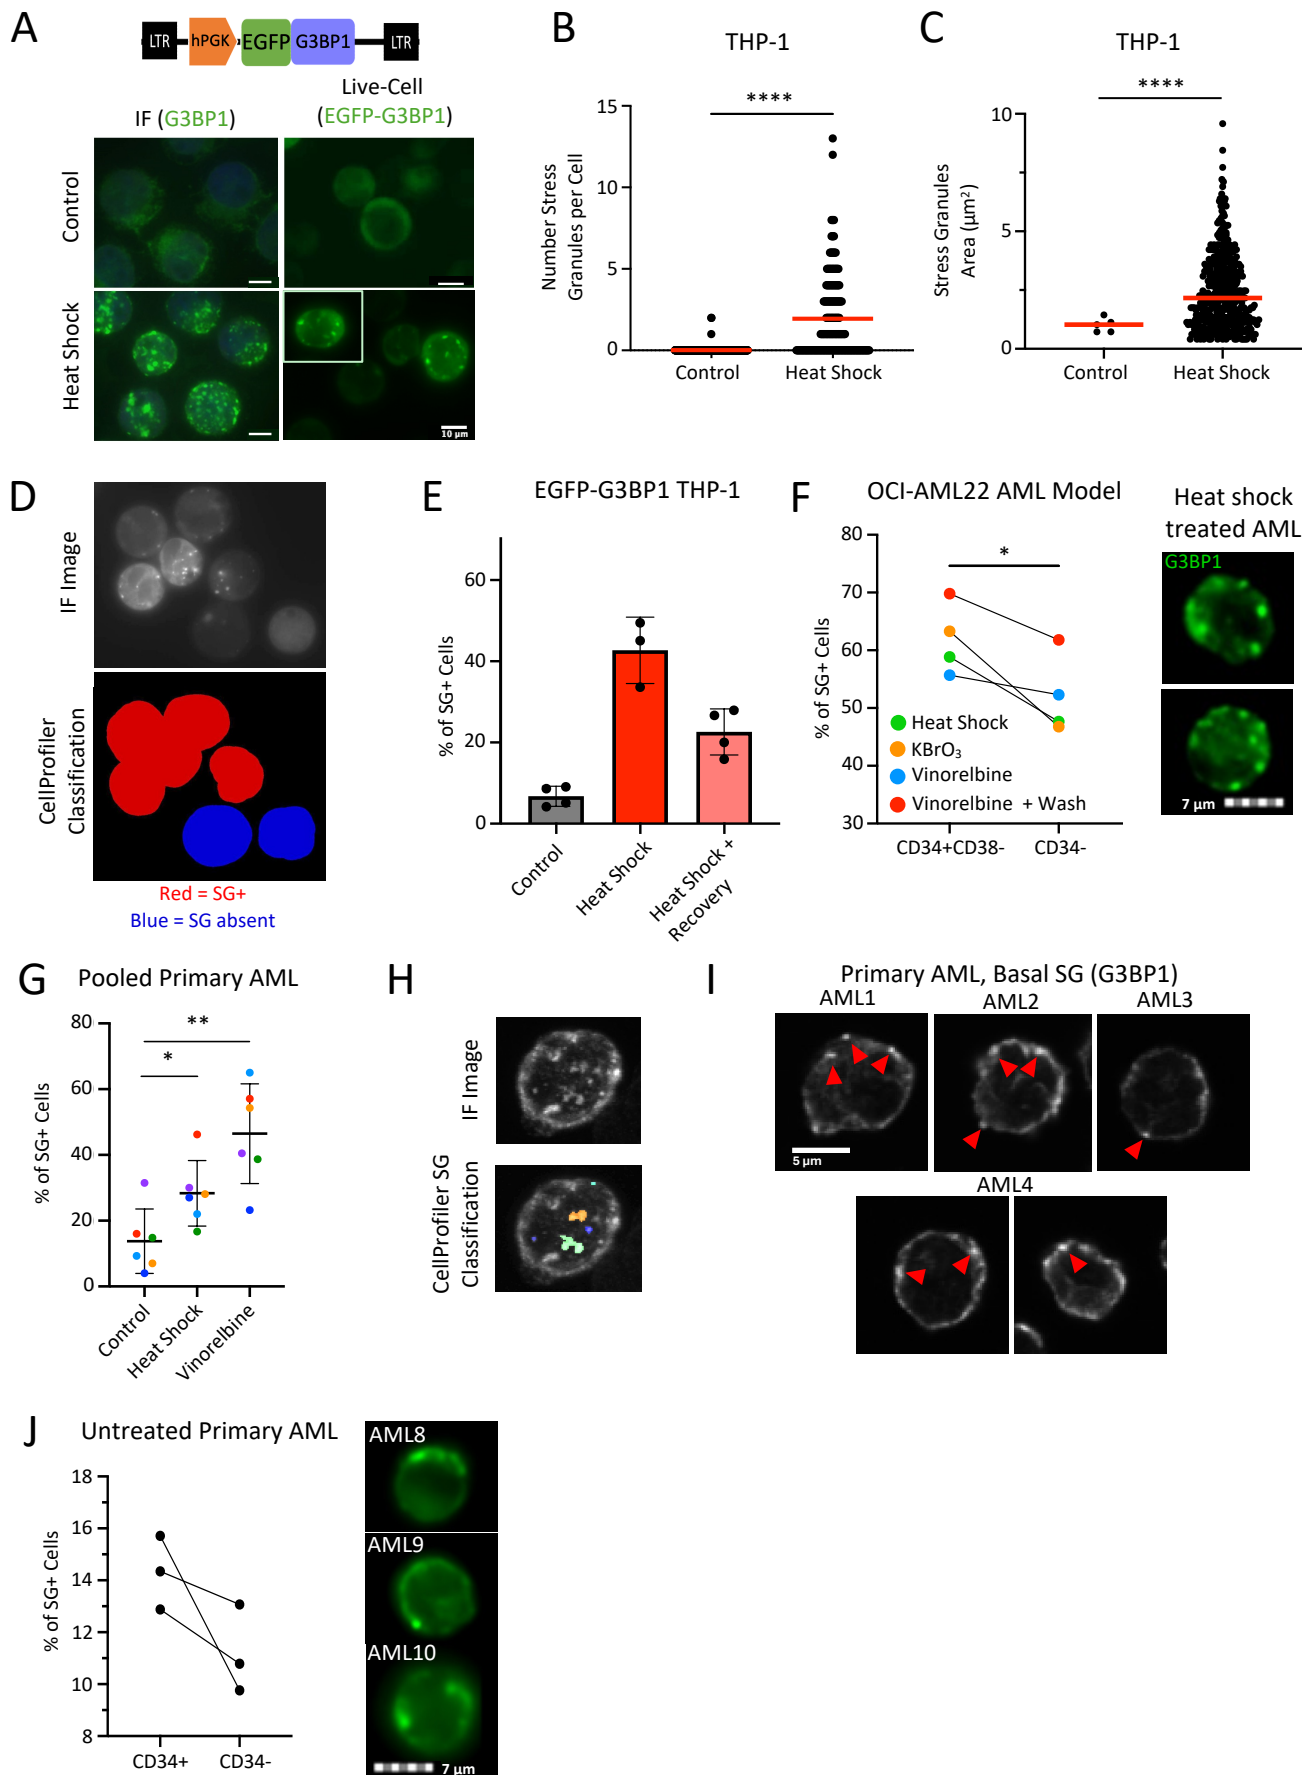 A
LTR
hPGK
EGFP
G3BP1
LTR
IF (G3BP1)
Live-Cell
(EGFP-G3BP1)
Control
Heat Shock
10 µm
B
THP-1
****
Number Stress
Granules per Cell
15
10
5
0
Control
Heat Shock
C
THP-1
****
Stress Granules
Area (µm²)
10
5
0
Control
Heat Shock
D
IF Image
CellProfiler
Classification
Red = SG+
Blue = SG absent
E
EGFP-G3BP1 THP-1
% of SG+ Cells
60
40
20
0
Control
Heat Shock
Heat Shock +
Recovery
F
OCI-AML22 AML Model
*
% of SG+ Cells
80
70
60
50
40
30
Heat Shock
KBrO₃
Vinorelbine
Vinorelbine + Wash
CD34+CD38-
CD34-
Heat shock
treated AML
G3BP1
7 µm
G
Pooled Primary AML
**
*
% of SG+ Cells
80
60
40
20
0
Control
Heat Shock
Vinorelbine
H
IF Image
CellProfiler SG
Classification
I
Primary AML, Basal SG (G3BP1)
AML1
AML2
AML3
5 µm
AML4
J
Untreated Primary AML
% of SG+ Cells
18
16
14
12
10
8
CD34+
CD34-
AML8
AML9
AML10
7 µm